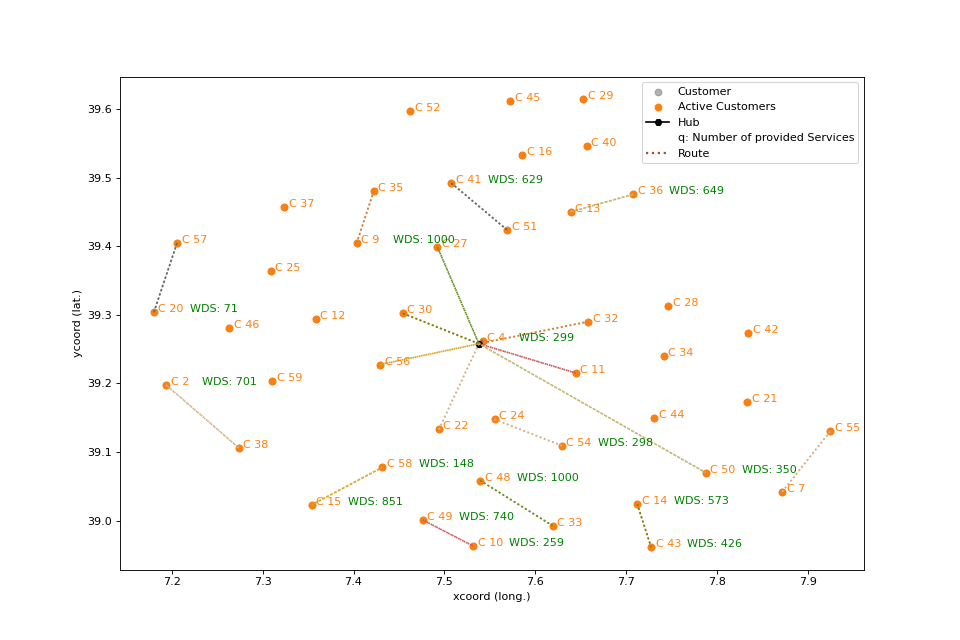 Customer
Active Customers
Hub
q: Number of provided Services
Route
39.6
39.5
39.4
39.3
39.2
39.1
39.0
ycoord (lat.)
C 52
C 45
C 29
C 16
C 40
C 35
C 41 WDS: 629
C 36 WDS: 649
C 37
C 13
C 51
C 57
C 9 WDS: 1000
C 27
C 25
C 20 WDS: 71
C 46
C 12
C 30
C 4 WDS: 299
C 32
C 28
C 42
C 34
C 56
C 11
C 2 WDS: 701
C 59
C 21
C 22
C 24
C 44
C 55
C 38
C 54 WDS: 298
C 58 WDS: 148
C 48 WDS: 1000
C 50 WDS: 350
C 7
C 15 WDS: 851
C 14 WDS: 573
C 49 WDS: 740
C 33
C 10 WDS: 259
C 43 WDS: 426
7.2 7.3 7.4 7.5 7.6 7.7 7.8 7.9
xcoord (long.)